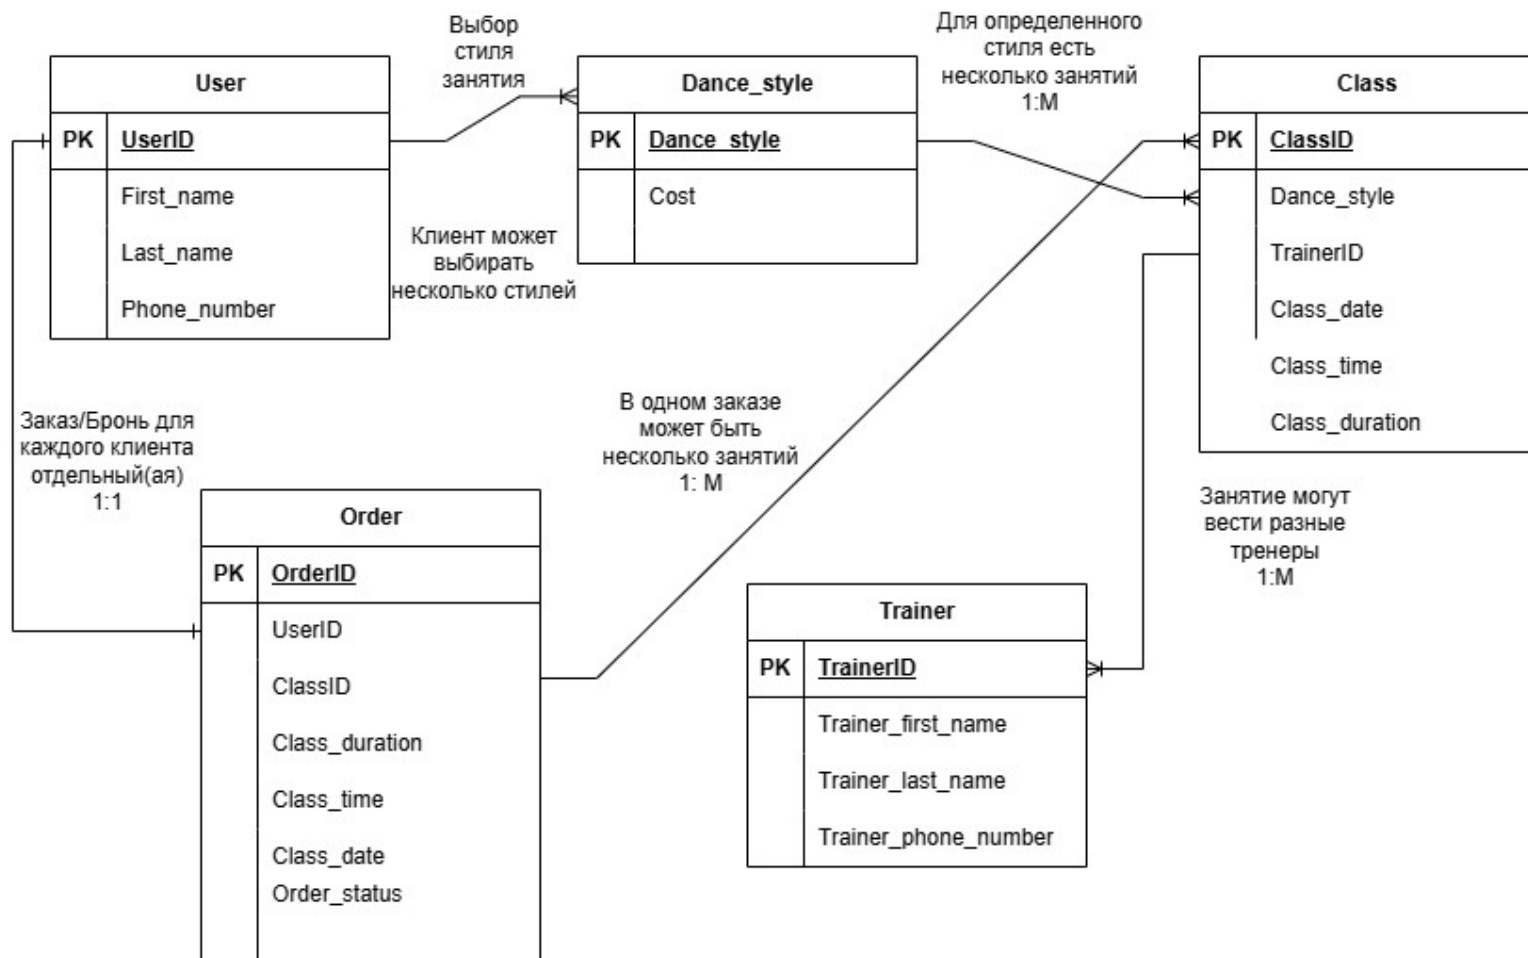 Выбор
стиля
занятия
Для определенного
стиля есть
несколько занятий
1:M
User
PK UserID
First_name
Last_name
Phone_number
Dance_style
PK Dance_style
Cost
Class
PK ClassID
Dance_style
TrainerID
Class_date
Class_time
Class_duration
Клиент может
выбирать
несколько стилей
Заказ/Бронь для
каждого клиента
отдельный(ая)
1:1
В одном заказе
может быть
несколько занятий
1: M
Занятие могут
вести разные
тренеры
1:M
Order
PK OrderID
UserID
ClassID
Class_duration
Class_time
Class_date
Order_status
Trainer
PK TrainerID
Trainer_first_name
Trainer_last_name
Trainer_phone_number